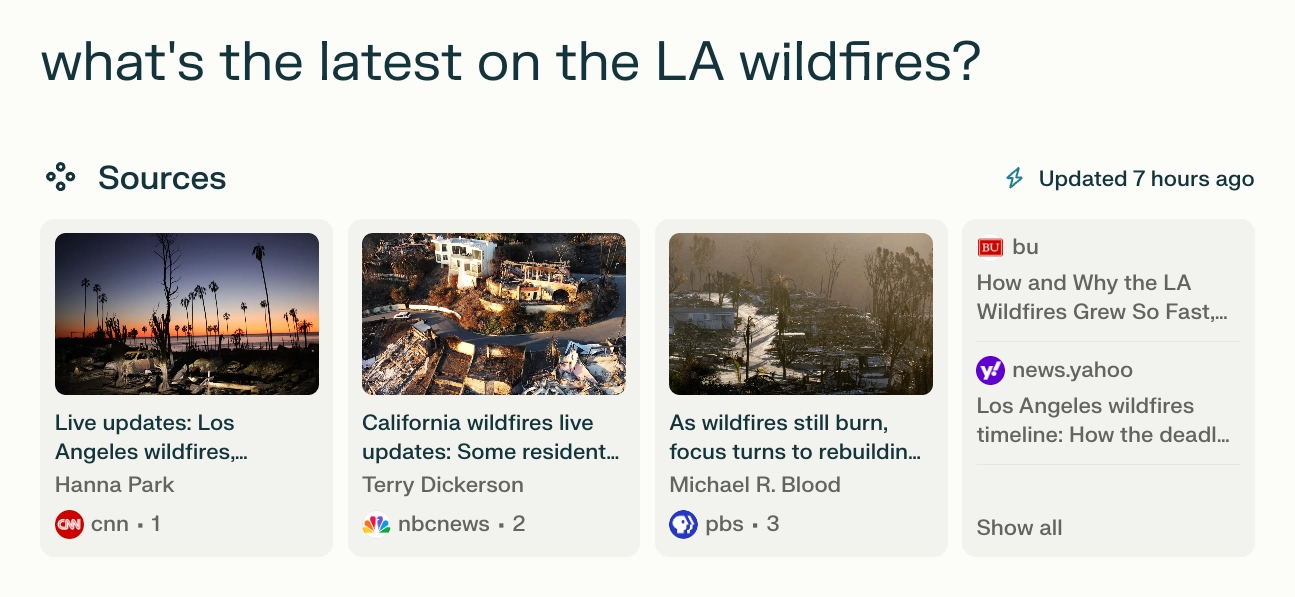 what's the latest on the LA wildfires?
Sources
Updated 7 hours ago
Live updates: Los
Angeles wildfires,...
Hanna Park
CNN cnn · 1
California wildfires live
updates: Some resident...
Terry Dickerson
nbcnews · 2
As wildfires still burn,
focus turns to rebuildin...
Michael R. Blood
pbs · 3
BU bu
How and Why the LA
Wildfires Grew So Fast,...
y! news.yahoo
Los Angeles wildfires
timeline: How the deadl...
Show all